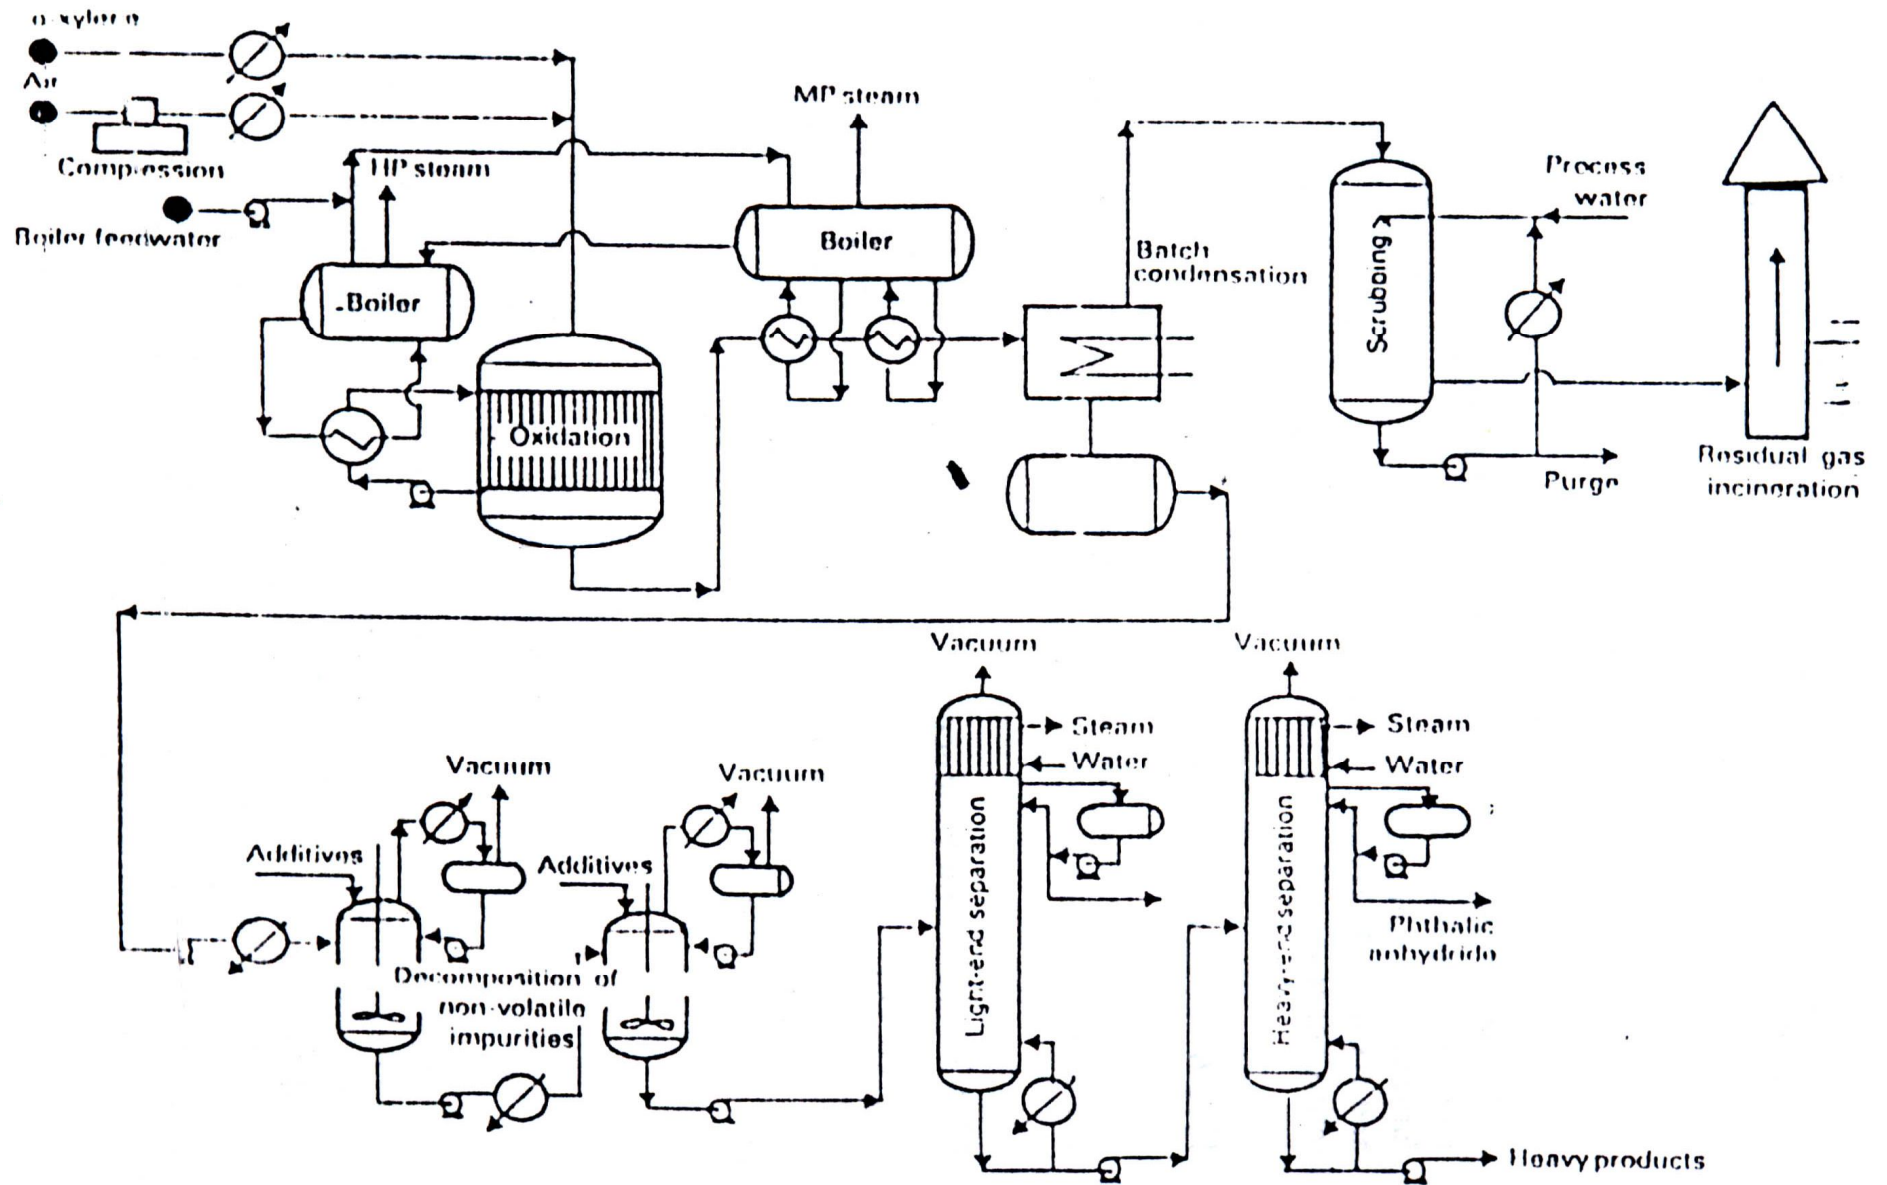 o-xylene
Air
Compression
HP steam
Boiler feedwater
MP steam
Boiler
Boiler
Oxidation
Batch
condensation
Scrubbing
Process
water
Purge
Residual gas
incineration
Vacuum
Additives
Vacuum
Additives
Decomposition of
non-volatile
impurities
Vacuum
Steam
Water
Light-end separation
Vacuum
Steam
Water
Heavy-end separation
Phthalic
anhydride
Heavy products